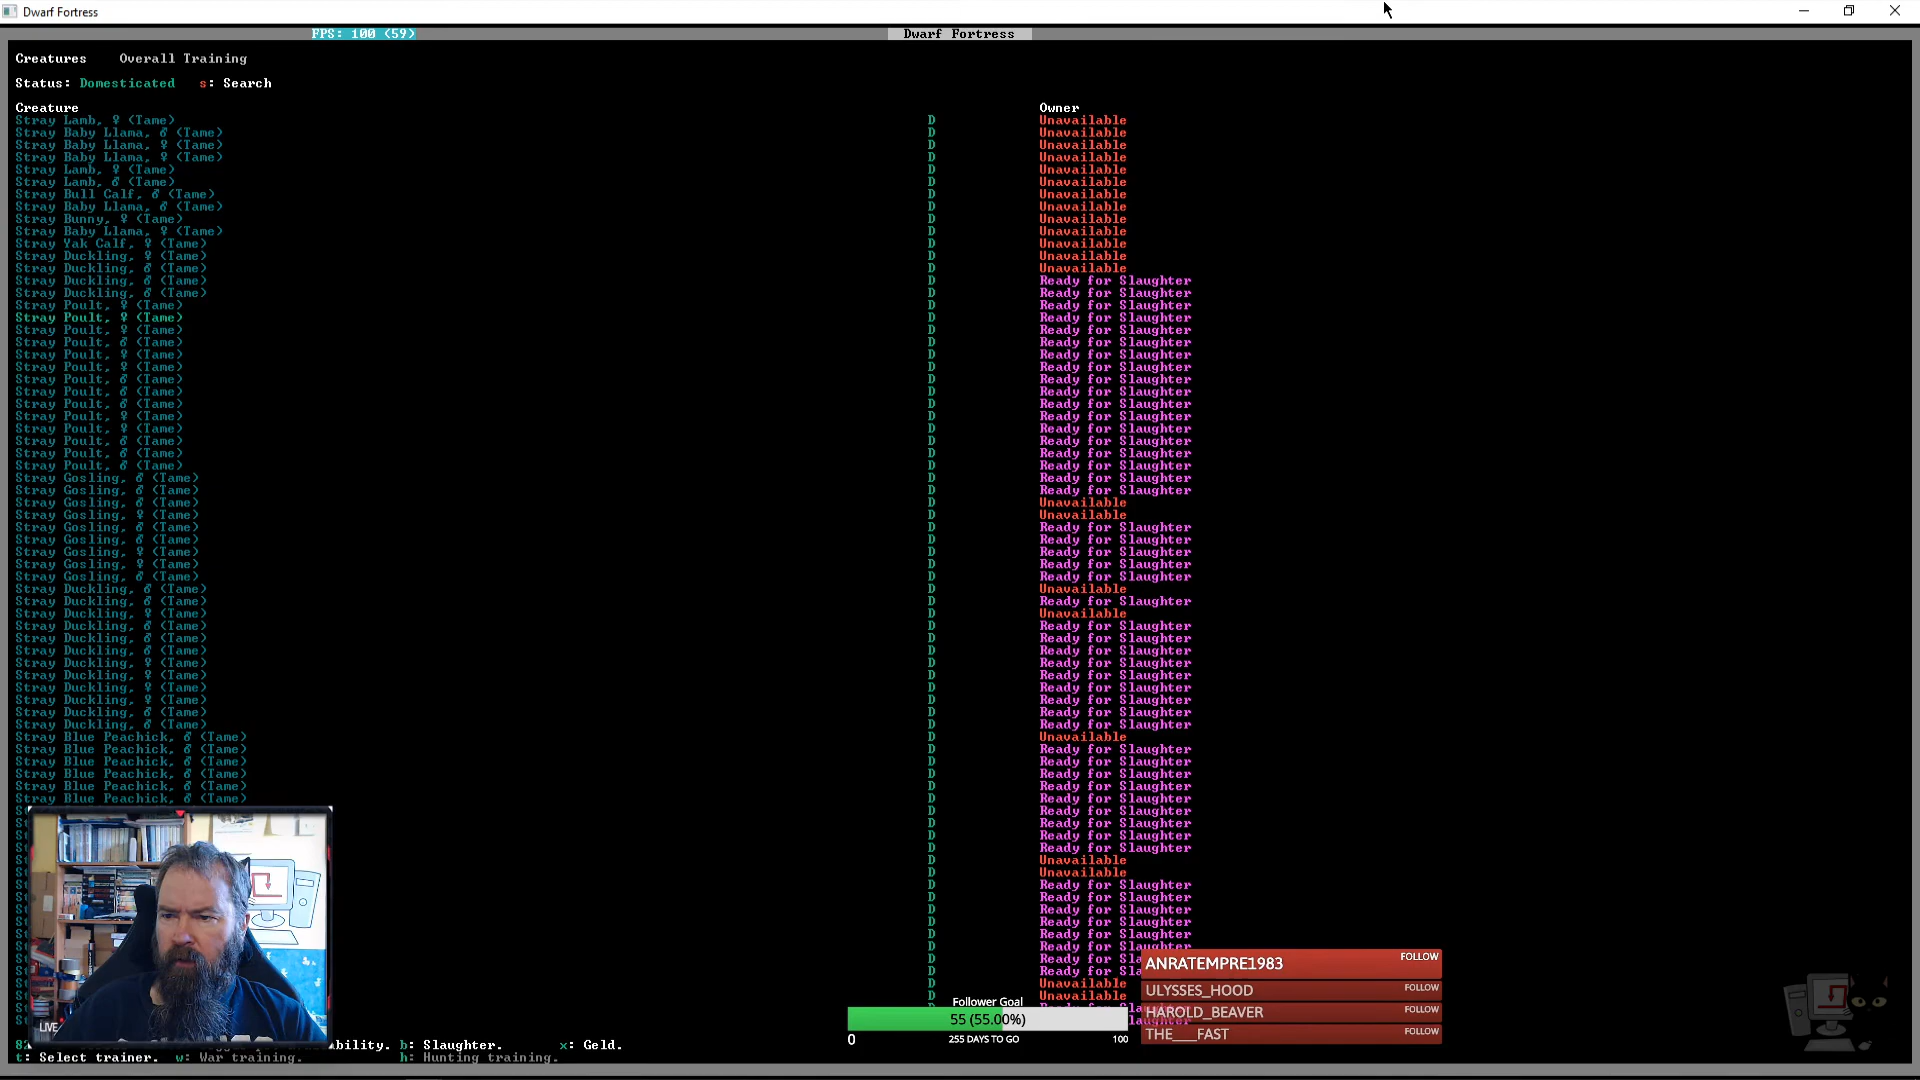 Dwarf Fortress
FPS: 100 (59)
Dwarf Fortress
Creatures Overall Training
Status: Domesticated s: Search
Creature Owner
Stray Lamb, ♀ (Tame) D Unavailable
Stray Baby Llama, ♂ (Tame) D Unavailable
Stray Baby Llama, ♀ (Tame) D Unavailable
Stray Baby Llama, ♀ (Tame) D Unavailable
Stray Lamb, ♀ (Tame) D Unavailable
Stray Lamb, ♂ (Tame) D Unavailable
Stray Bull Calf, ♂ (Tame) D Unavailable
Stray Baby Llama, ♂ (Tame) D Unavailable
Stray Bunny, ♀ (Tame) D Unavailable
Stray Baby Llama, ♀ (Tame) D Unavailable
Stray Yak Calf, ♀ (Tame) D Unavailable
Stray Duckling, ♀ (Tame) D Unavailable
Stray Duckling, ♂ (Tame) D Unavailable
Stray Duckling, ♂ (Tame) D Ready for Slaughter
Stray Duckling, ♂ (Tame) D Ready for Slaughter
Stray Poult, ♀ (Tame) D Ready for Slaughter
Stray Poult, ♀ (Tame) D Ready for Slaughter
Stray Poult, ♀ (Tame) D Ready for Slaughter
Stray Poult, ♂ (Tame) D Ready for Slaughter
Stray Poult, ♀ (Tame) D Ready for Slaughter
Stray Poult, ♀ (Tame) D Ready for Slaughter
Stray Poult, ♂ (Tame) D Ready for Slaughter
Stray Poult, ♂ (Tame) D Ready for Slaughter
Stray Poult, ♂ (Tame) D Ready for Slaughter
Stray Poult, ♀ (Tame) D Ready for Slaughter
Stray Poult, ♀ (Tame) D Ready for Slaughter
Stray Poult, ♂ (Tame) D Ready for Slaughter
Stray Poult, ♂ (Tame) D Ready for Slaughter
Stray Poult, ♂ (Tame) D Ready for Slaughter
Stray Gosling, ♂ (Tame) D Ready for Slaughter
Stray Gosling, ♂ (Tame) D Ready for Slaughter
Stray Gosling, ♂ (Tame) D Unavailable
Stray Gosling, ♀ (Tame) D Unavailable
Stray Gosling, ♂ (Tame) D Ready for Slaughter
Stray Gosling, ♂ (Tame) D Ready for Slaughter
Stray Gosling, ♀ (Tame) D Ready for Slaughter
Stray Gosling, ♀ (Tame) D Ready for Slaughter
Stray Gosling, ♂ (Tame) D Ready for Slaughter
Stray Duckling, ♂ (Tame) D Unavailable
Stray Duckling, ♂ (Tame) D Ready for Slaughter
Stray Duckling, ♀ (Tame) D Unavailable
Stray Duckling, ♂ (Tame) D Ready for Slaughter
Stray Duckling, ♂ (Tame) D Ready for Slaughter
Stray Duckling, ♂ (Tame) D Ready for Slaughter
Stray Duckling, ♀ (Tame) D Ready for Slaughter
Stray Duckling, ♀ (Tame) D Ready for Slaughter
Stray Duckling, ♀ (Tame) D Ready for Slaughter
Stray Duckling, ♀ (Tame) D Ready for Slaughter
Stray Duckling, ♂ (Tame) D Ready for Slaughter
Stray Duckling, ♂ (Tame) D Ready for Slaughter
Stray Blue Peachick, ♂ (Tame) D Unavailable
Stray Blue Peachick, ♂ (Tame) D Ready for Slaughter
Stray Blue Peachick, ♂ (Tame) D Ready for Slaughter
Stray Blue Peachick, ♂ (Tame) D Ready for Slaughter
Stray Blue Peachick, ♂ (Tame) D Ready for Slaughter
Stray Blue Peachick, ♂ (Tame) D Ready for Slaughter
D Ready for Slaughter
D Ready for Slaughter
D Ready for Slaughter
D Ready for Slaughter
D Unavailable
D Unavailable
D Ready for Slaughter
D Ready for Slaughter
D Ready for Slaughter
D Ready for Slaughter
D Ready for Slaughter
D Ready for Slaughter
D Ready for
D Ready for
D Unavailable
D Unavailable
LIVE
b: Slaughter. x: Geld.
t: Select trainer. w: War training. h: Hunting training.
Follower Goal
55 (55.00%)
0 255 DAYS TO GO 100
ANRATEMPRE1983 FOLLOW
ULYSSES_HOOD FOLLOW
HAROLD_BEAVER FOLLOW
THE___FAST FOLLOW